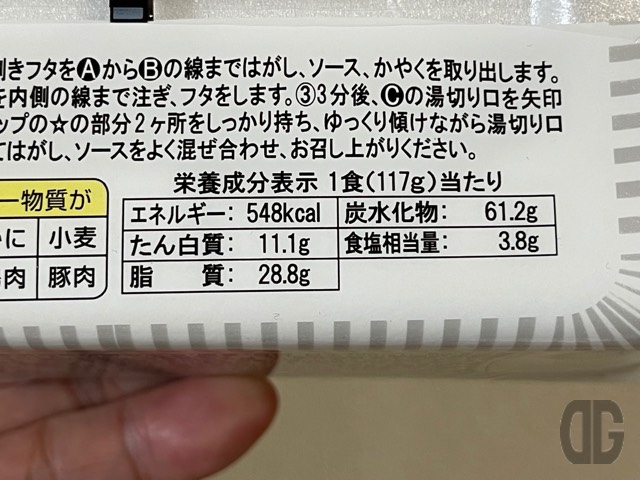 きフタをAからBの線まではがし、ソース、かやくを取り出します。
を内側の線まで注ぎ、フタをします。③3分後、Cの湯切り口を矢印
ップの☆の部分2ヶ所をしっかり持ち、ゆっくり傾けながら湯切り口
てはがし、ソースをよく混ぜ合わせ、お召し上がりください。
栄養成分表示 1食(117g)当たり
ー物質が
エネルギー: 548kcal 炭水化物: 61.2g
に 小麦
たん白質: 11.1g 食塩相当量: 3.8g
肉 豚肉
脂 質: 28.8g
DG